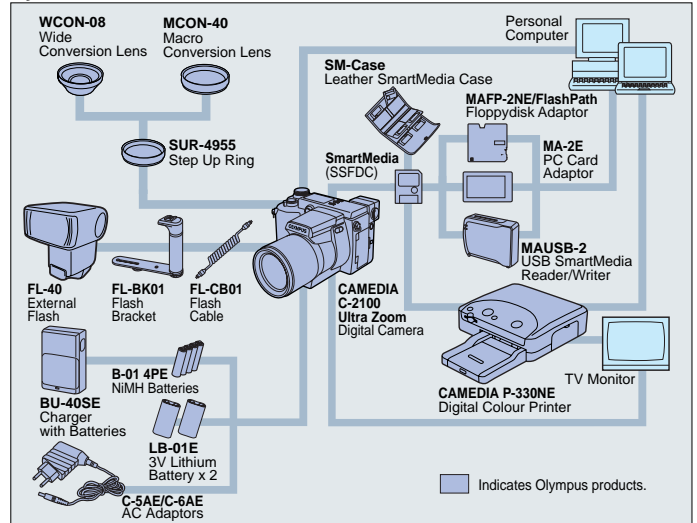 WCON-08
Wide
Conversion Lens
MCON-40
Macro
Conversion Lens
SUR-4955
Step Up Ring
SM-Case
Leather SmartMedia Case
Personal
Computer
MAFP-2NE/FlashPath
Floppydisk Adaptor
MA-2E
PC Card
Adaptor
SmartMedia
(SSFDC)
MAUSB-2
USB SmartMedia
Reader/Writer
OLYMPUS
FL-40
External
Flash
FL-BK01
Flash
Bracket
FL-CB01
Flash
Cable
CAMEDIA
C-2100
Ultra Zoom
Digital Camera
TV Monitor
CAMEDIA P-330NE
Digital Colour Printer
B-01 4PE
NiMH Batteries
BU-40SE
Charger
with Batteries
LB-01E
3V Lithium
Battery x 2
C-5AE/C-6AE
AC Adaptors
Indicates Olympus products.